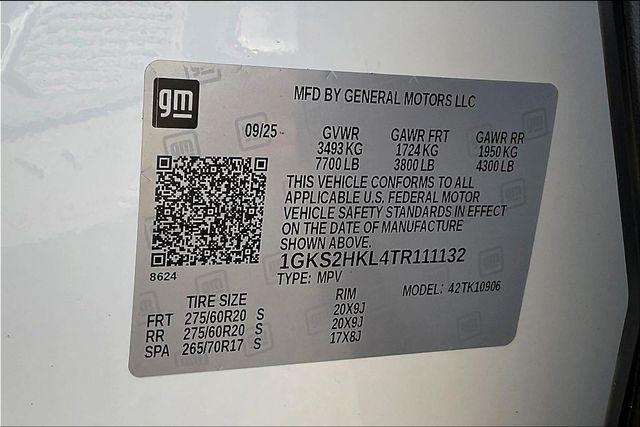 gm
MFD BY GENERAL MOTORS LLC
09/25 GVWR GAWR FRT GAWR RR
3493 KG 1724 KG 1950 KG
7700 LB 3800 LB 4300 LB
THIS VEHICLE CONFORMS TO ALL
APPLICABLE U.S. FEDERAL MOTOR
VEHICLE SAFETY STANDARDS IN EFFECT
ON THE DATE OF MANUFACTURE
SHOWN ABOVE.
8624
1GKS2HKL4TR111132
TYPE: MPV MODEL: 42TK10906
TIRE SIZE RIM
FRT 275/60R20 S 20X9J
RR 275/60R20 S 20X9J
SPA 265/70R17 S 17X8J